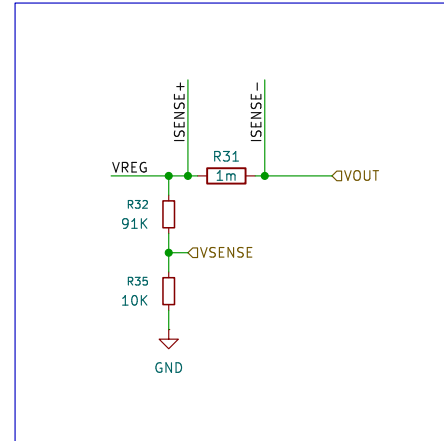 ISENSE+
ISENSE-
R31
1m
VREG
VOUT
R32
91K
VSENSE
R35
10K
GND